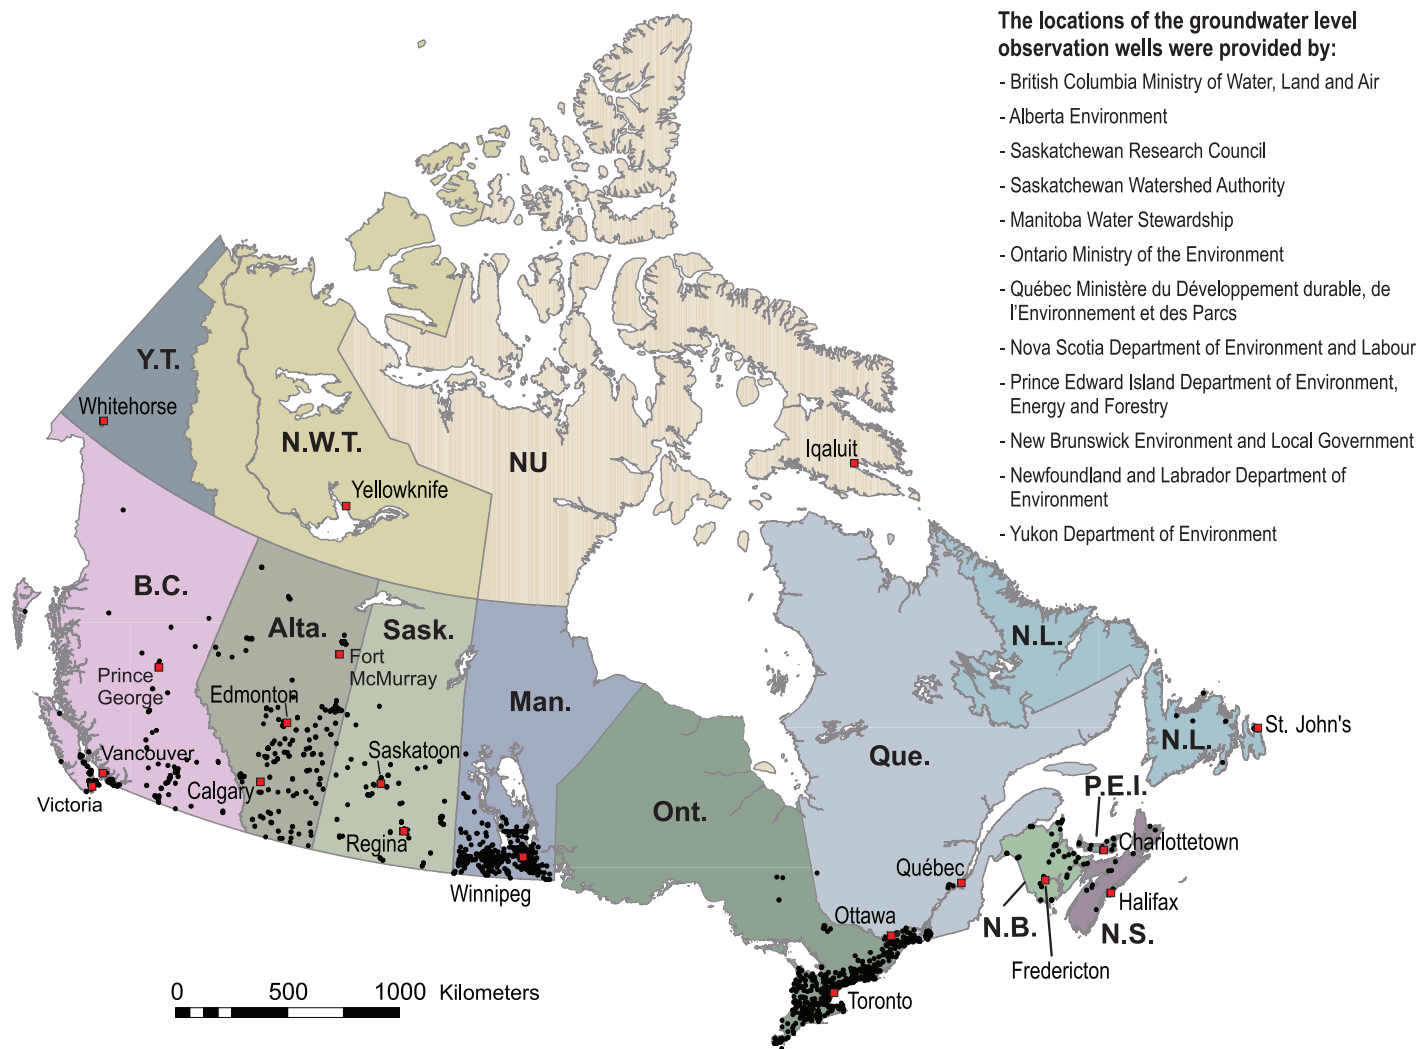 The locations of the groundwater level
observation wells were provided by:
- British Columbia Ministry of Water, Land and Air
- Alberta Environment
- Saskatchewan Research Council
- Saskatchewan Watershed Authority
- Manitoba Water Stewardship
- Ontario Ministry of the Environment
- Québec Ministère du Développement durable, de
l'Environnement et des Parcs
- Nova Scotia Department of Environment and Labour
- Prince Edward Island Department of Environment,
Energy and Forestry
- New Brunswick Environment and Local Government
- Newfoundland and Labrador Department of
Environment
- Yukon Department of Environment
Y.T.
Whitehorse
N.W.T.
Yellowknife
NU
Iqaluit
B.C.
Prince
George
Vancouver
Victoria
Alta.
Fort
McMurray
Edmonton
Calgary
Sask.
Saskatoon
Regina
Man.
Winnipeg
Ont.
Ottawa
Toronto
Que.
Québec
N.L.
N.L.
St. John's
P.E.I.
Charlottetown
Halifax
N.S.
N.B.
Fredericton
0 500 1000 Kilometers